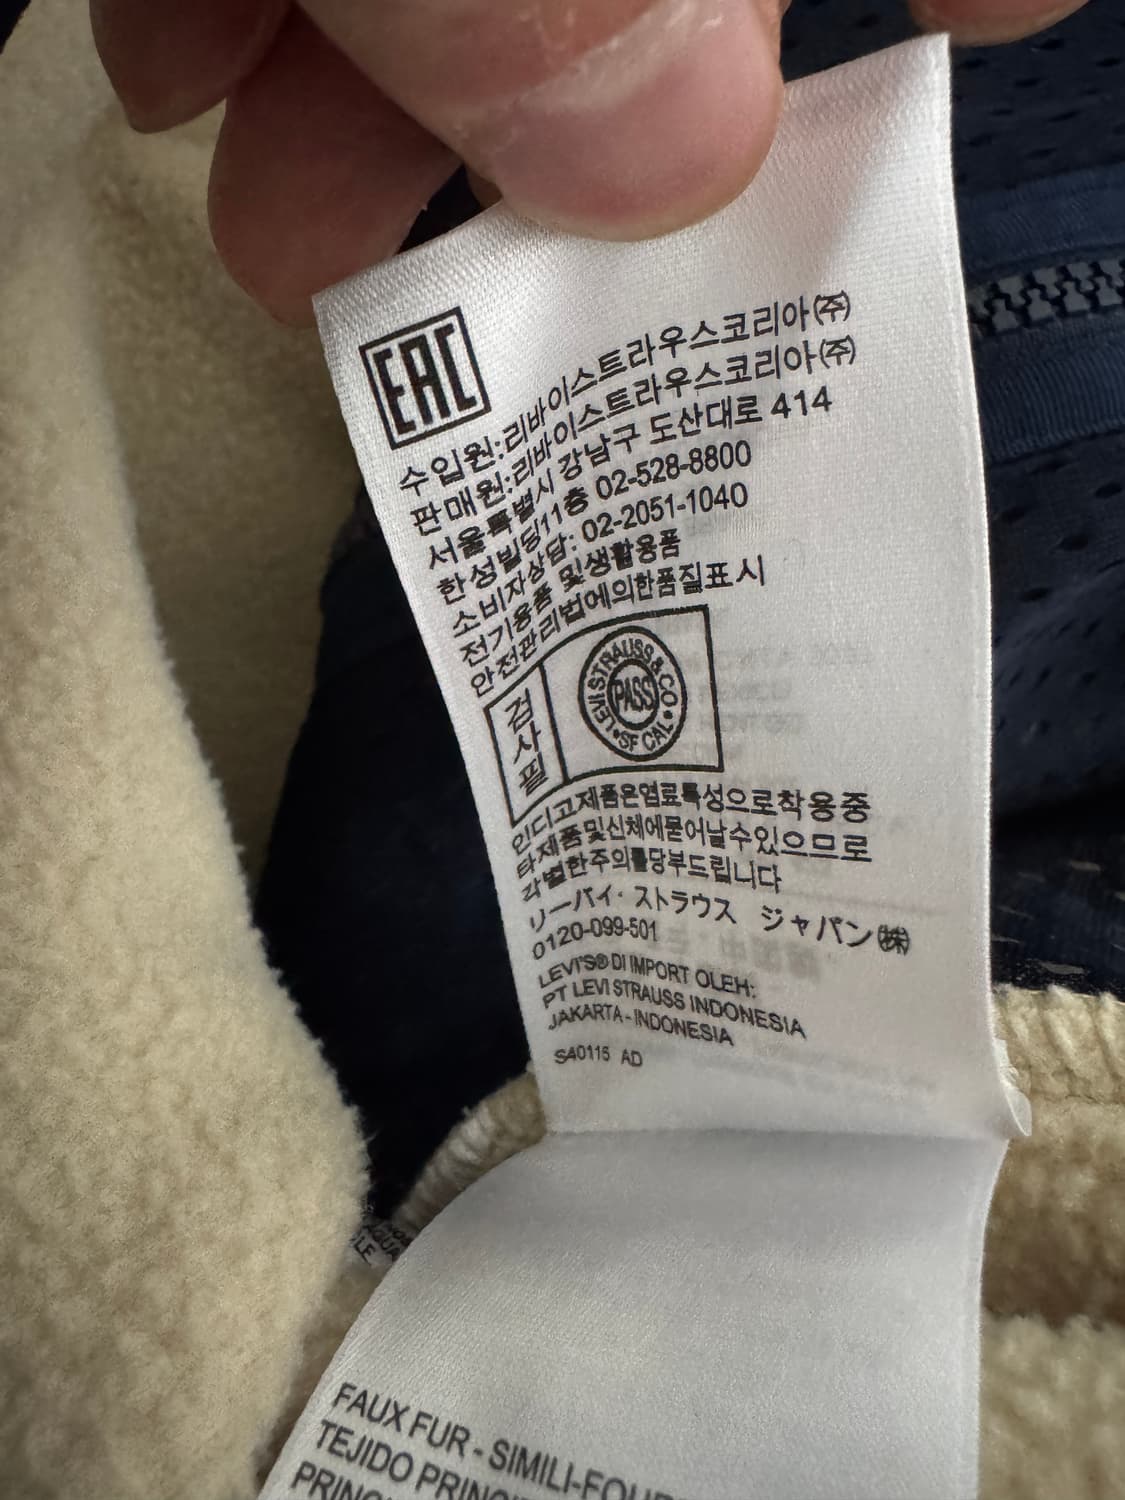 EAC
수입원:리바이스트라우스코리아㈜
판매원:리바이스트라우스코리아㈜
서울특별시 강남구 도산대로 414
한성빌딩11층 02-528-8800
소비자상담: 02-2051-1040
전기용품 및생활용품
안전관리법에의한품질표시
검사필
LEVI STRAUSS & CO
PASS
SF CAL
인디고제품은염료특성으로착용중
타제품및신체에묻어날수있으므로
각별한주의를당부드립니다
リーバイ・ストラウス ジャパン㈱
0120-099-501
LEVI'S® DI IMPORT OLEH:
PT LEVI STRAUSS INDONESIA
JAKARTA - INDONESIA
S40115 AD
FAUX FUR - SIMILI-FOUR
TEJIDO